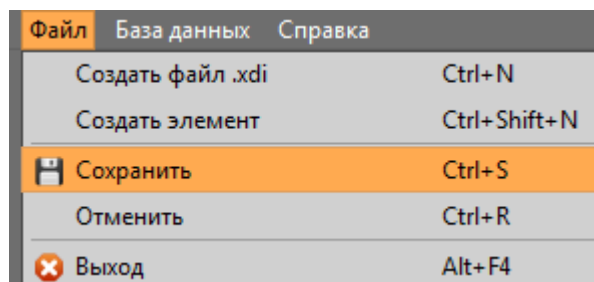 Файл База данных Справка
Создать файл .xdi Ctrl+N
Создать элемент Ctrl+Shift+N
Сохранить Ctrl+S
Отменить Ctrl+R
Выход Alt+F4